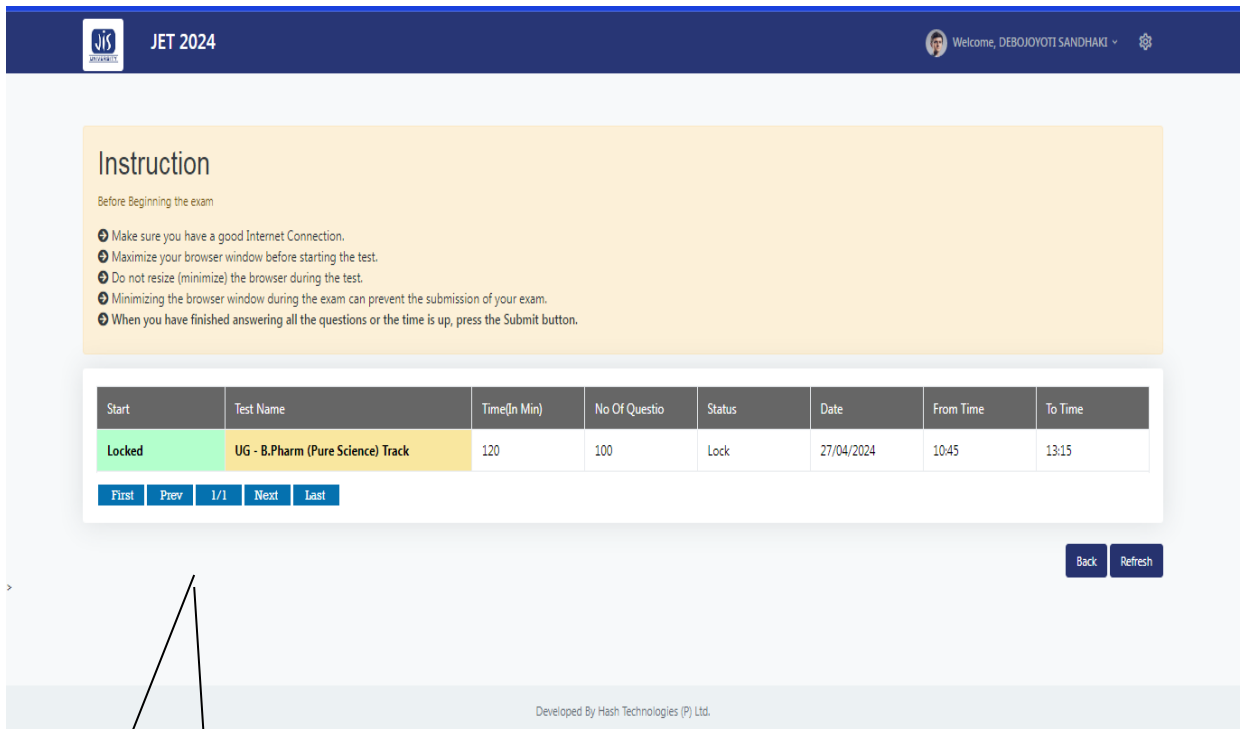 JIS
UNIVERSITY
JET 2024
Welcome, DEBOJOYOTI SANDHAKI
Instruction
Before Beginning the exam
Make sure you have a good Internet Connection.
Maximize your browser window before starting the test.
Do not resize (minimize) the browser during the test.
Minimizing the browser window during the exam can prevent the submission of your exam.
When you have finished answering all the questions or the time is up, press the Submit button.
Start Test Name Time(In Min) No Of Questio Status Date From Time To Time
Locked UG - B.Pharm (Pure Science) Track 120 100 Lock 27/04/2024 10:45 13:15
First Prev 1/1 Next Last
Back Refresh
>
Developed By Hash Technologies (P) Ltd.